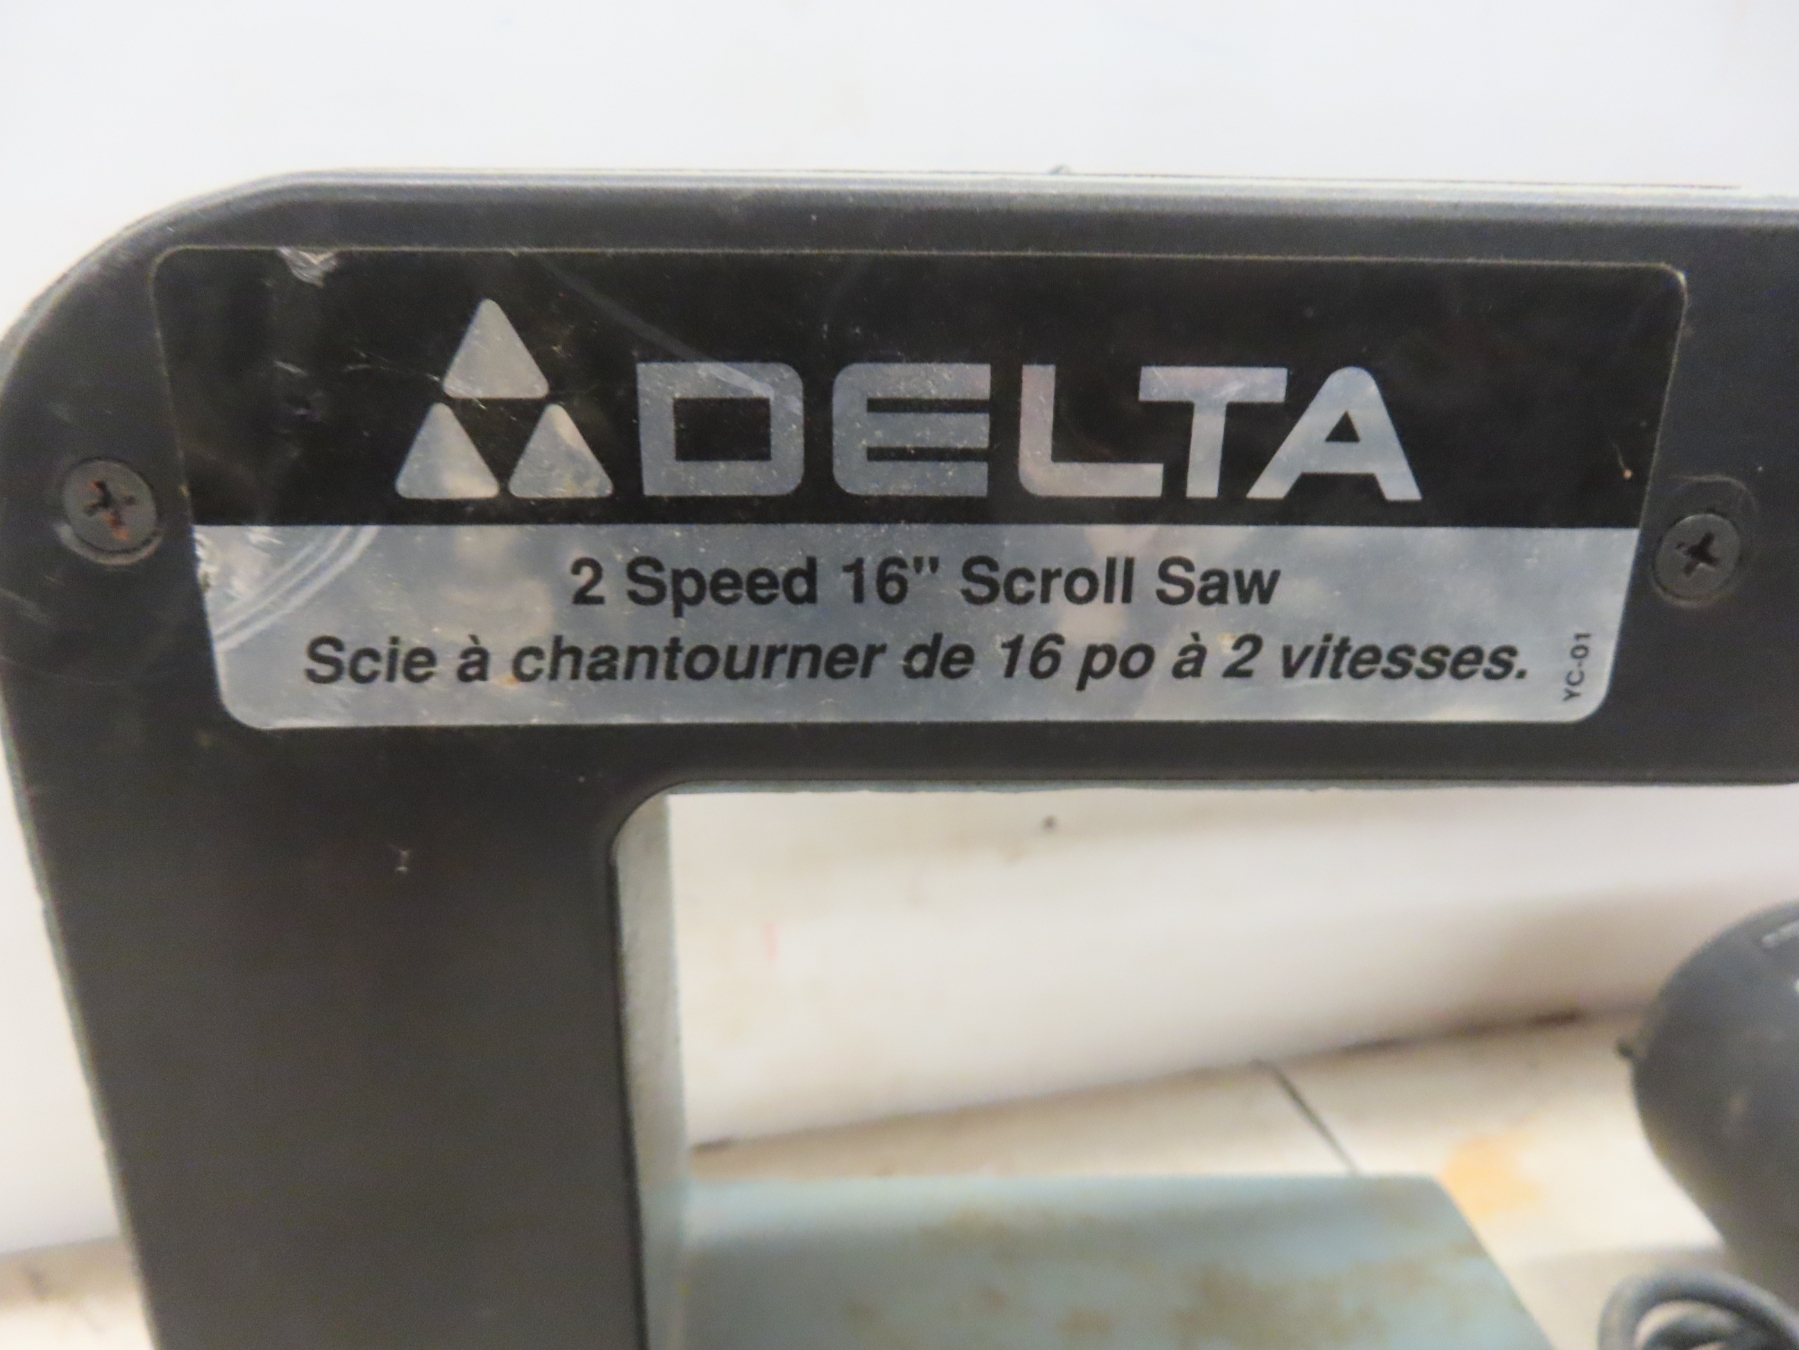 DELTA
2 Speed 16" Scroll Saw
Scie à chantourner de 16 po à 2 vitesses.
YC-01